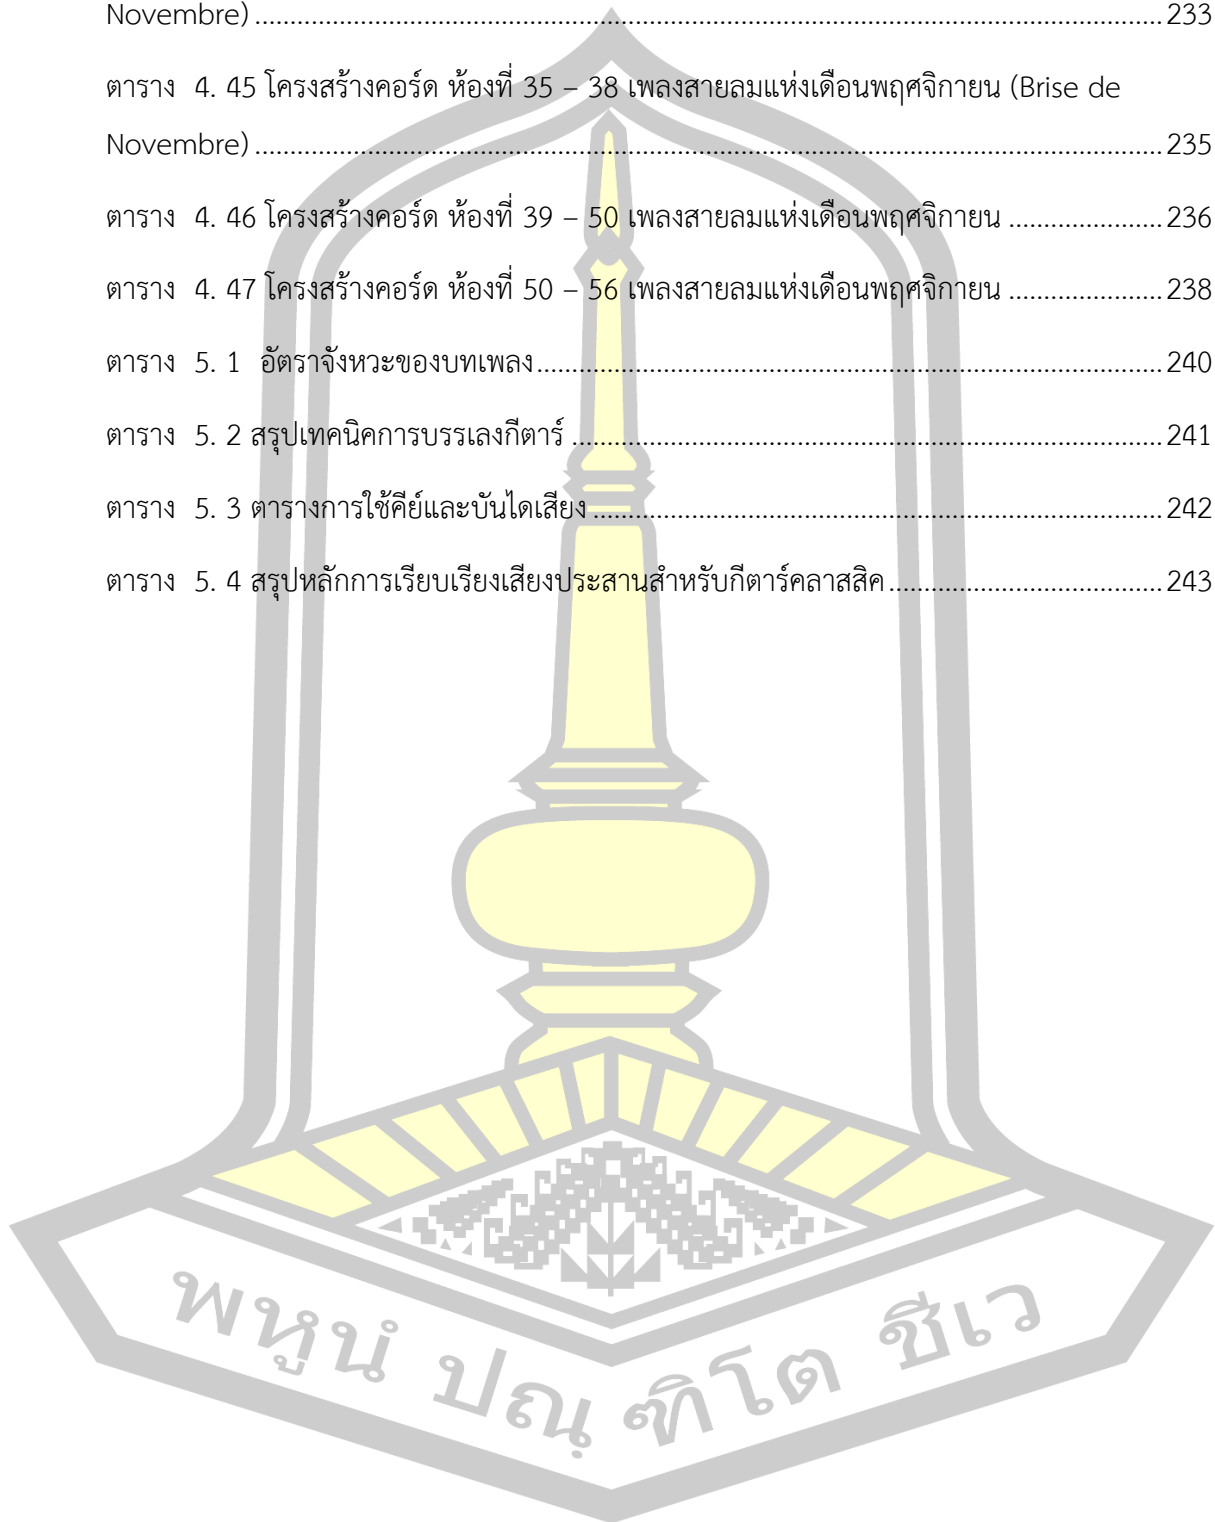 Novembre) ........ 233
ตาราง 4. 45 โครงสร้างคอร์ด ห้องที่ 35 – 38 เพลงสายลมแห่งเดือนพฤศจิกายน (Brise de
Novembre) ........ 235
ตาราง 4. 46 โครงสร้างคอร์ด ห้องที่ 39 – 50 เพลงสายลมแห่งเดือนพฤศจิกายน ........ 236
ตาราง 4. 47 โครงสร้างคอร์ด ห้องที่ 50 – 56 เพลงสายลมแห่งเดือนพฤศจิกายน ........ 238
ตาราง 5. 1 อัตราจังหวะของบทเพลง ........ 240
ตาราง 5. 2 สรุปเทคนิคการบรรเลงกีตาร์ ........ 241
ตาราง 5. 3 ตารางการใช้คีย์และบันไดเสียง ........ 242
ตาราง 5. 4 สรุปหลักการเรียบเรียงเสียงประสานสำหรับกีตาร์คลาสสิค ........ 243
พหูนํ ปณฺฑิโต ชีเว